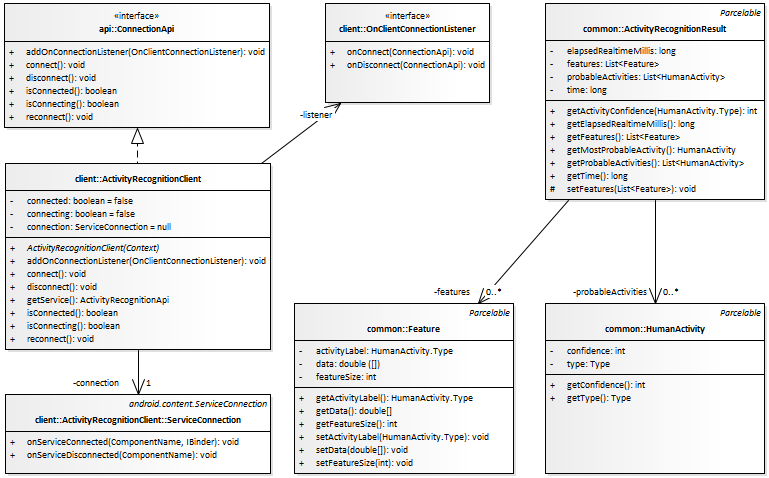 «interface»
api::ConnectionApi
+ addOnConnectionListener(OnClientConnectionListener): void
+ connect(): void
+ disconnect(): void
+ isConnected(): boolean
+ isConnecting(): boolean
+ reconnect(): void
«interface»
client::OnClientConnectionListener
+ onConnect(ConnectionApi): void
+ onDisconnect(ConnectionApi): void
Parcelable
common::ActivityRecognitionResult
- elapsedRealtimeMillis: long
- features: List<Feature>
- probableActivities: List<HumanActivity>
- time: long
+ getActivityConfidence(HumanActivity.Type): int
+ getElapsedRealtimeMillis(): long
+ getFeatures(): List<Feature>
+ getMostProbableActivity(): HumanActivity
+ getProbableActivities(): List<HumanActivity>
+ getTime(): long
# setFeatures(List<Feature>): void
-listener
client::ActivityRecognitionClient
- connected: boolean = false
- connecting: boolean = false
- connection: ServiceConnection = null
+ ActivityRecognitionClient(Context)
+ addOnConnectionListener(OnClientConnectionListener): void
+ connect(): void
+ disconnect(): void
+ getService(): ActivityRecognitionApi
+ isConnected(): boolean
+ isConnecting(): boolean
+ reconnect(): void
-features 0..*
-probableActivities 0..*
Parcelable
common::Feature
- activityLabel: HumanActivity.Type
- data: double ([])
- featureSize: int
+ getActivityLabel(): HumanActivity.Type
+ getData(): double[]
+ getFeatureSize(): int
+ setActivityLabel(HumanActivity.Type): void
+ setData(double[]): void
+ setFeatureSize(int): void
Parcelable
common::HumanActivity
- confidence: int
- type: Type
+ getConfidence(): int
+ getType(): Type
-connection 1
android.content.ServiceConnection
client::ActivityRecognitionClient::ServiceConnection
+ onServiceConnected(ComponentName, IBinder): void
+ onServiceDisconnected(ComponentName): void